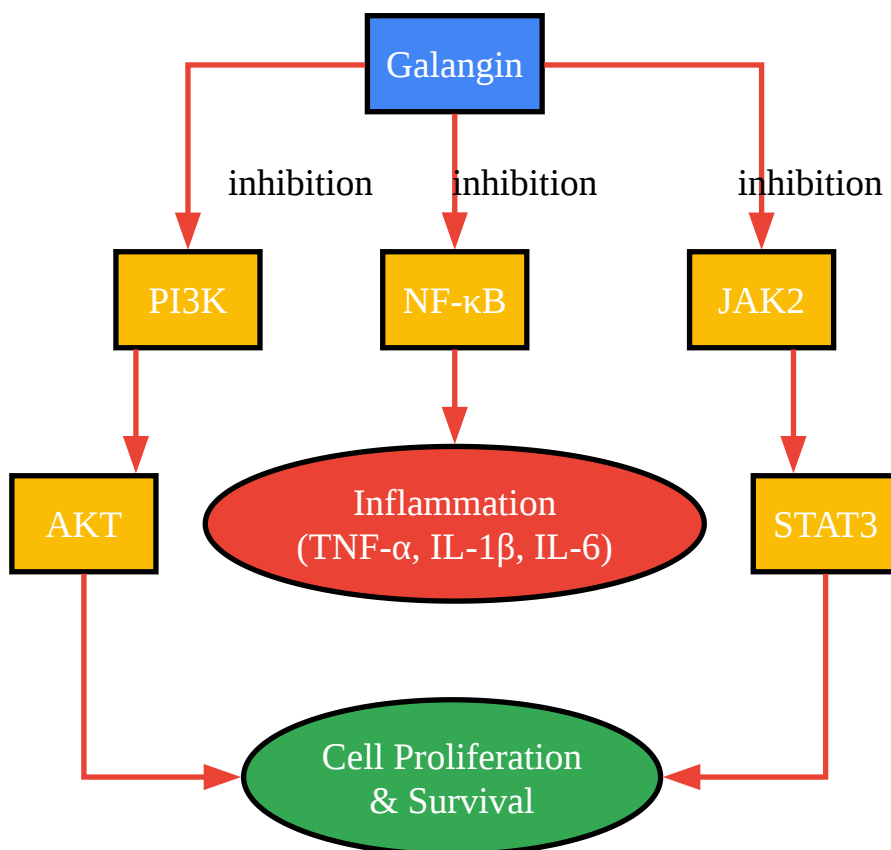 Galangin
inhibition
inhibition
inhibition
PI3K
NF-κB
JAK2
AKT
Inflammation
(TNF-α, IL-1β, IL-6)
STAT3
Cell Proliferation
& Survival